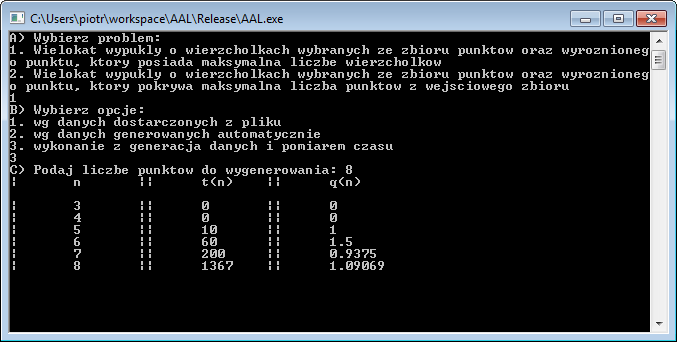 C:\Users\piotr\workspace\AAL\Release\AAL.exe
A) Wybierz problem:
1. Wielokat wypukly o wierzcholkach wybranych ze zbioru punktow oraz wyroznioneg
o punktu, ktory posiada maksymalna liczbe wierzcholkow
2. Wielokat wypukly o wierzcholkach wybranych ze zbioru punktow oraz wyroznioneg
o punktu, ktory pokrywa maksymalna liczba punktow z wejsciowego zbioru
1
B) Wybierz opcje:
1. wg danych dostarczonych z pliku
2. wg danych generowanych automatycznie
3. wykonanie z generacja danych i pomiarem czasu
3
C) Podaj liczbe punktow do wygenerowania: 8
| n || t(n) || q(n)
| 3 || 0 || 0
| 4 || 0 || 0
| 5 || 10 || 1
| 6 || 60 || 1.5
| 7 || 200 || 0.9375
| 8 || 1367 || 1.09069